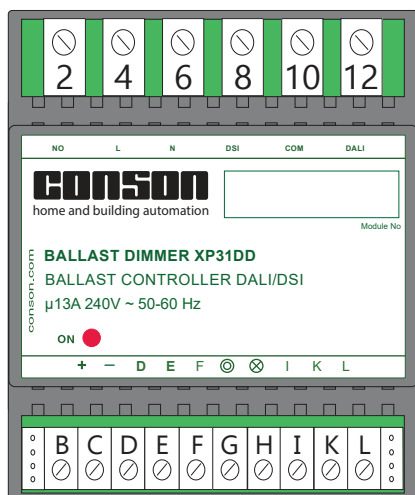 2 4 6 8 10 12
NO L N DSI COM DALI
conson
home and building automation
Module No
conson.com
BALLAST DIMMER XP31DD
BALLAST CONTROLLER DALI/DSI
µ13A 240V ~ 50-60 Hz
ON
+ – D E F ◎ ⊗ I K L
B C D E F G H I K L